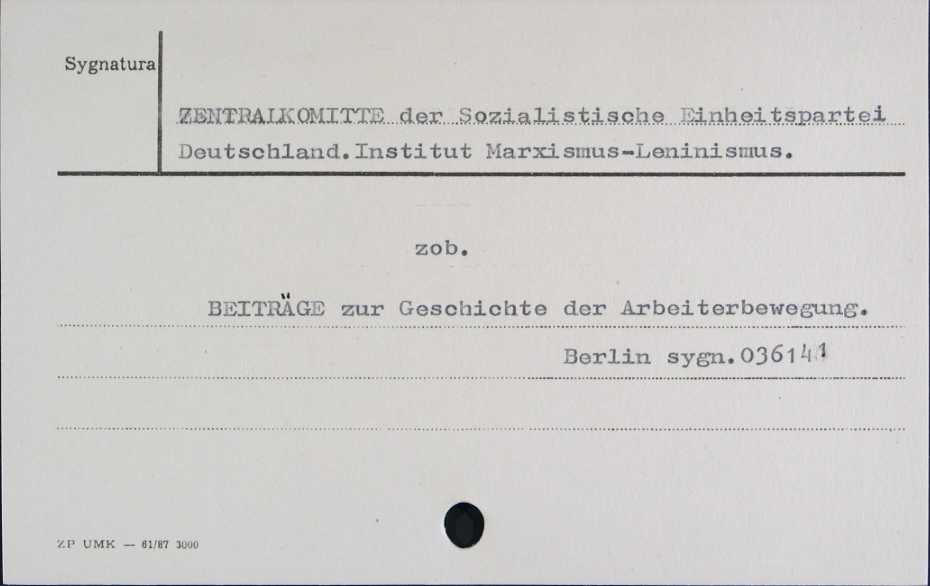 Sygnatura
ZENTRALKOMITTE der Sozialistische Einheitspartei
Deutschland.Institut Marxismus-Leninismus.
zob.
BEITRÄGE zur Geschichte der Arbeiterbewegung.
Berlin sygn.036141
ZP UMK — 61/87 3000